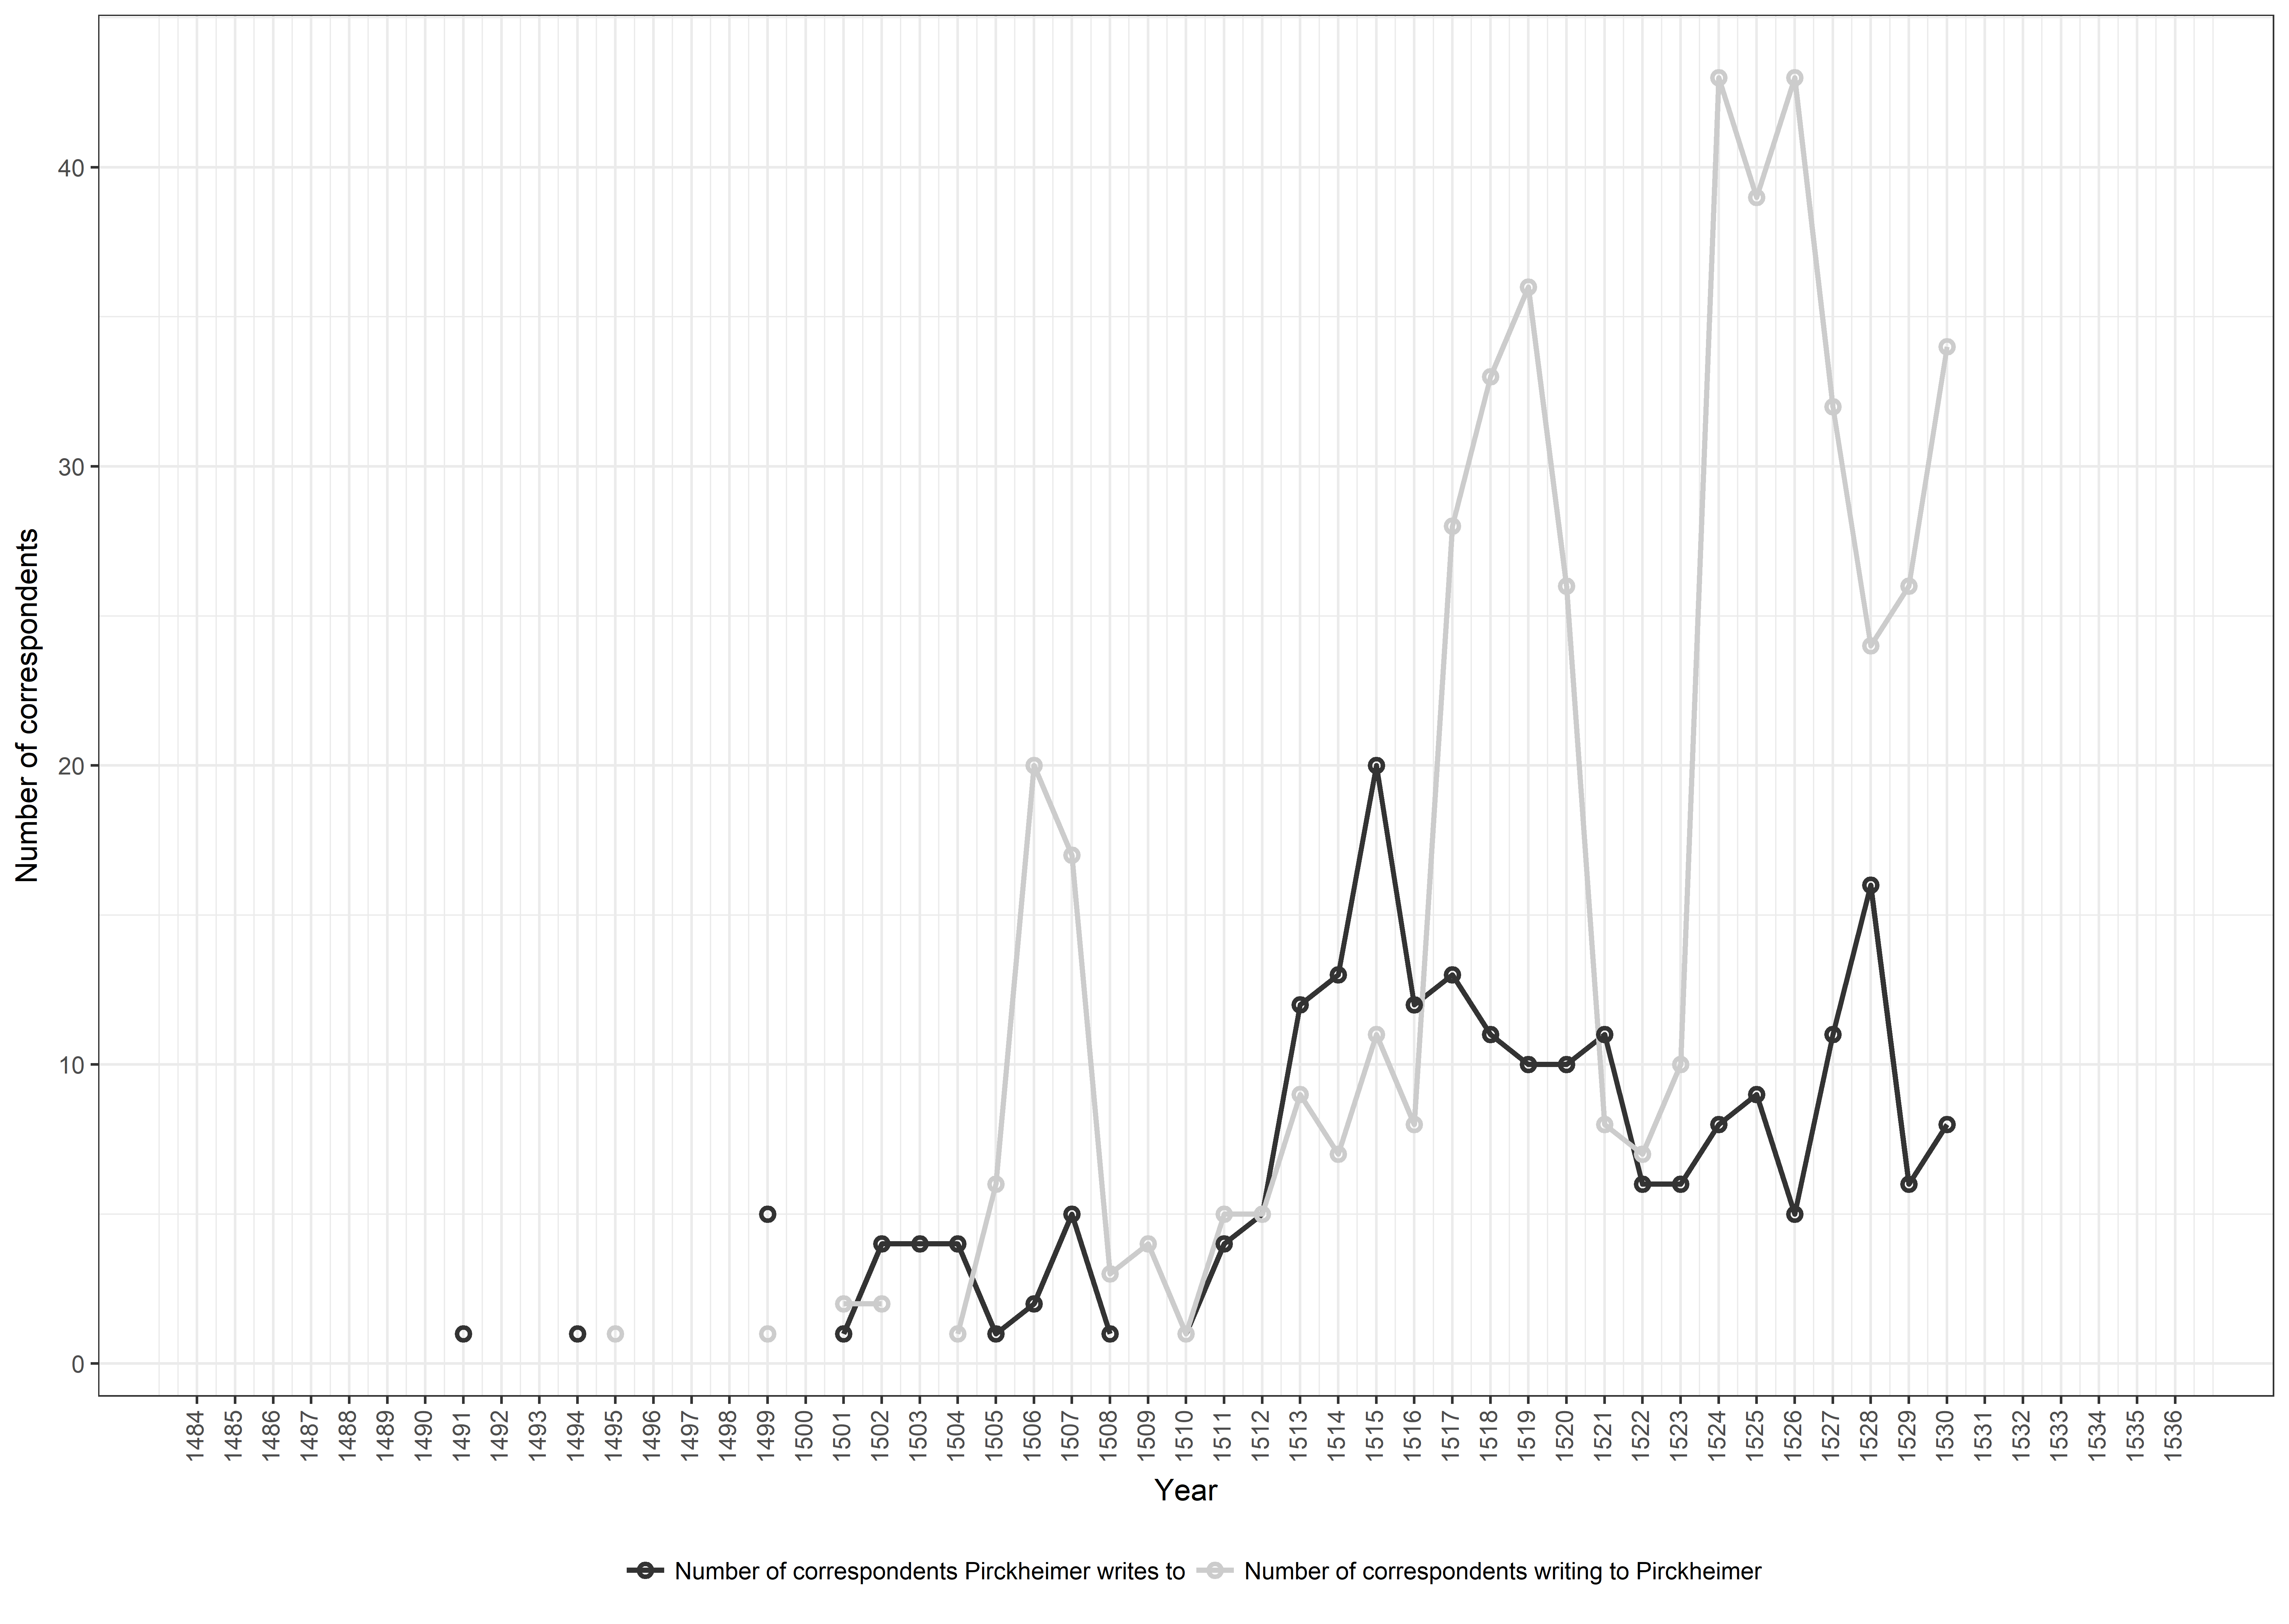 Number of correspondents
40
30
20
10
0
1484 1485 1486 1487 1488 1489 1490 1491 1492 1493 1494 1495 1496 1497 1498 1499 1500 1501 1502 1503 1504 1505 1506 1507 1508 1509 1510 1511 1512 1513 1514 1515 1516 1517 1518 1519 1520 1521 1522 1523 1524 1525 1526 1527 1528 1529 1530 1531 1532 1533 1534 1535 1536
Year
Number of correspondents Pirckheimer writes to Number of correspondents writing to Pirckheimer